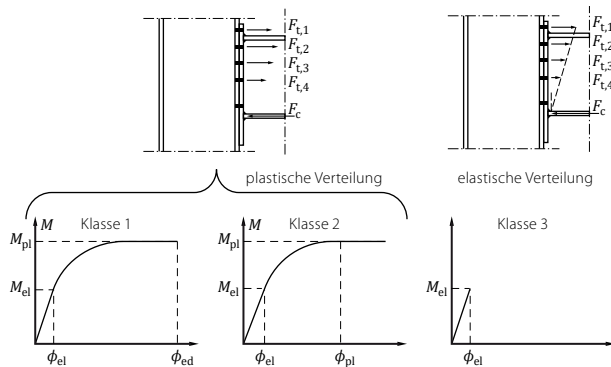 F_t,1
F_t,2
F_t,3
F_t,4
F_c
F_t,1
F_t,2
F_t,3
F_t,4
F_c
plastische Verteilung
elastische Verteilung
M Klasse 1
M_pl
M_el
ϕ_el ϕ_ed
M Klasse 2
M_pl
M_el
ϕ_el ϕ_pl
Klasse 3
M_el
ϕ_el